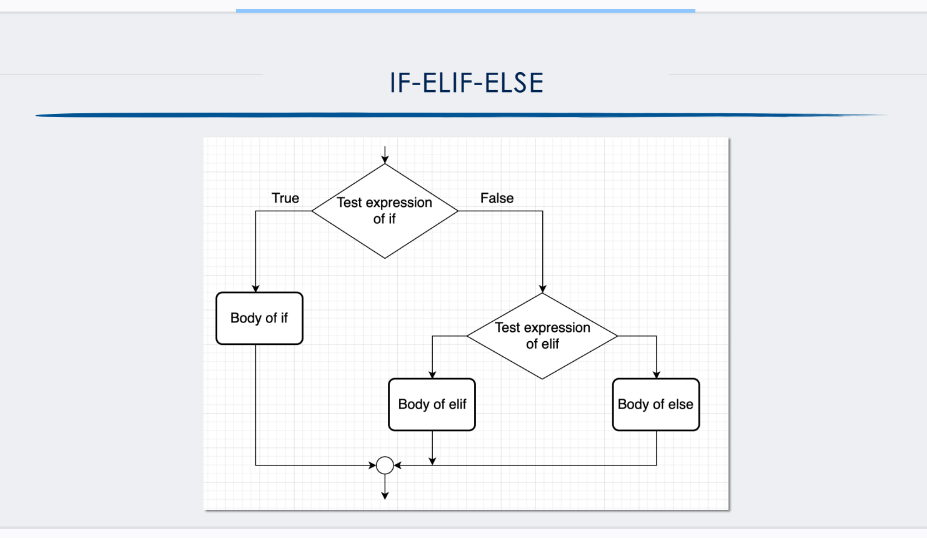 IF-ELIF-ELSE
True
False
Test expression
of if
Body of if
Test expression
of elif
Body of elif
Body of else